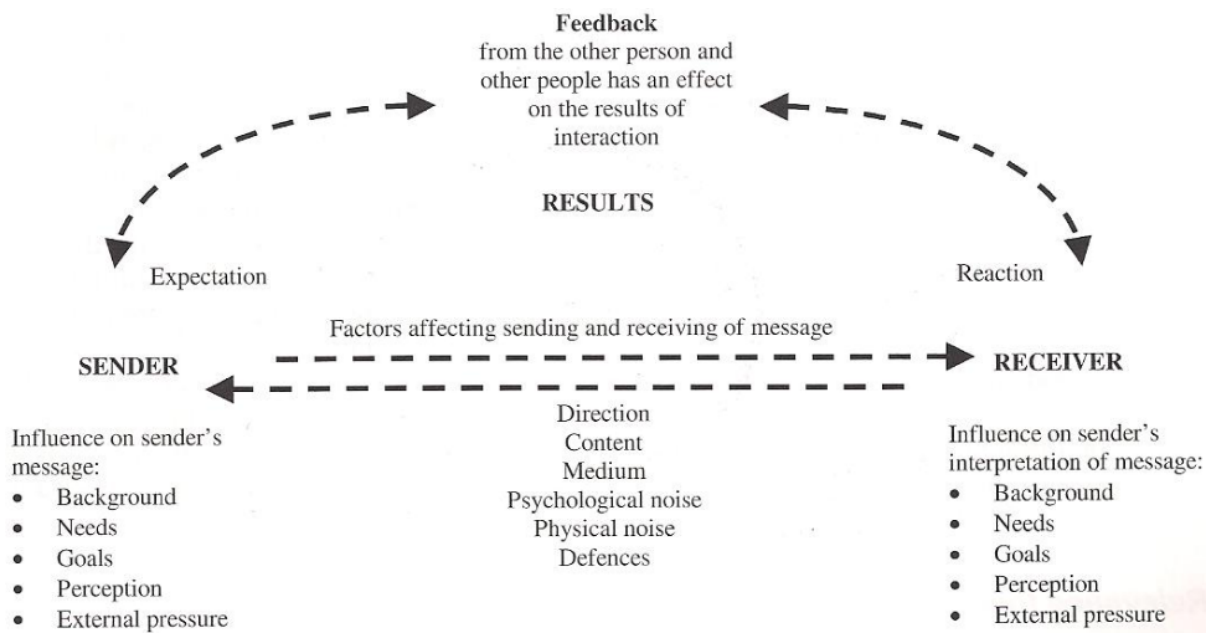 Feedback
from the other person and
other people has an effect
on the results of
interaction
RESULTS
Expectation
Reaction
Factors affecting sending and receiving of message
SENDER
RECEIVER
Direction
Content
Medium
Psychological noise
Physical noise
Defences
Influence on sender's
message:
• Background
• Needs
• Goals
• Perception
• External pressure
Influence on sender's
interpretation of message:
• Background
• Needs
• Goals
• Perception
• External pressure